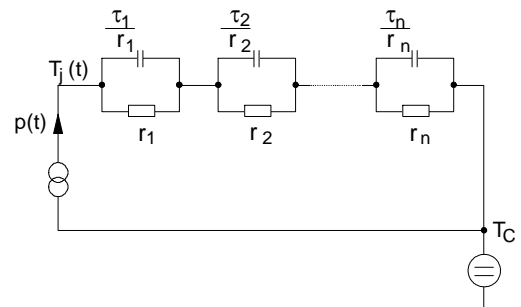 τ1/r1 τ2/r2 τn/rn
Tj (t)
p(t)
r1 r2 rn
TC